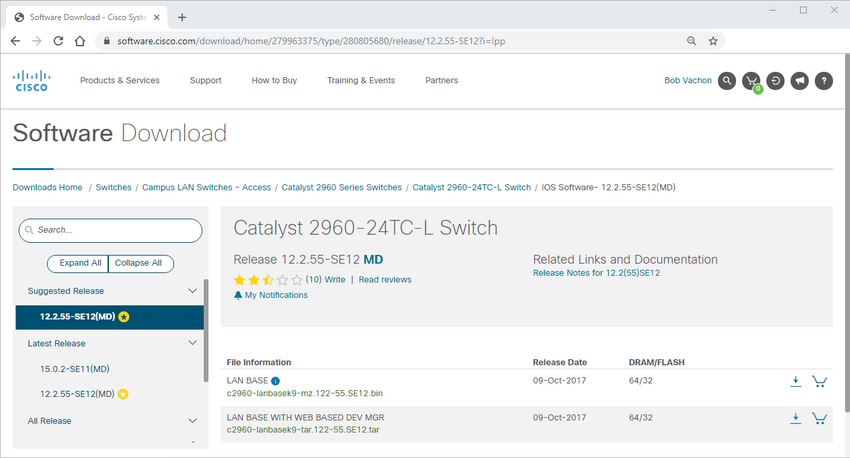 Software Download - Cisco Syste
software.cisco.com/download/home/279963375/type/280805680/release/12.2.55-SE12?i=!pp
CISCO
Products & Services Support How to Buy Training & Events Partners Bob Vachon
0
Software Download
Downloads Home / Switches / Campus LAN Switches - Access / Catalyst 2960 Series Switches / Catalyst 2960-24TC-L Switch / IOS Software- 12.2.55-SE12(MD)
Search...
Expand All Collapse All
Suggested Release
12.2.55-SE12(MD)
Latest Release
15.0.2-SE11(MD)
12.2.55-SE12(MD)
All Release
Catalyst 2960-24TC-L Switch
Release 12.2.55-SE12 MD
(10) Write | Read reviews
My Notifications
Related Links and Documentation
Release Notes for 12.2(55)SE12
File Information Release Date DRAM/FLASH
LAN BASE 09-Oct-2017 64/32
c2960-lanbasek9-mz.122-55.SE12.bin
LAN BASE WITH WEB BASED DEV MGR 09-Oct-2017 64/32
c2960-lanbasek9-tar.122-55.SE12.tar